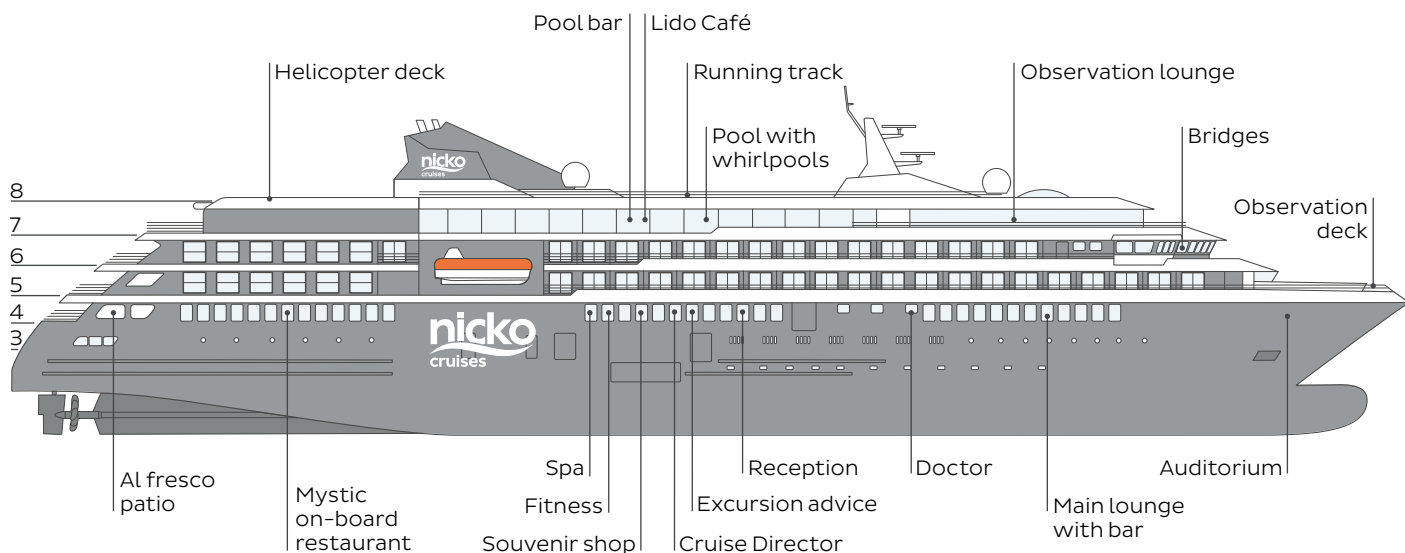 Pool bar
Lido Café
Helicopter deck
Running track
Observation lounge
Pool with
whirlpools
Bridges
Observation
deck
nicko
cruises
8
7
6
5
4
3
nicko
cruises
Al fresco
patio
Mystic
on-board
restaurant
Spa
Fitness
Souvenir shop
Cruise Director
Excursion advice
Reception
Doctor
Main lounge
with bar
Auditorium